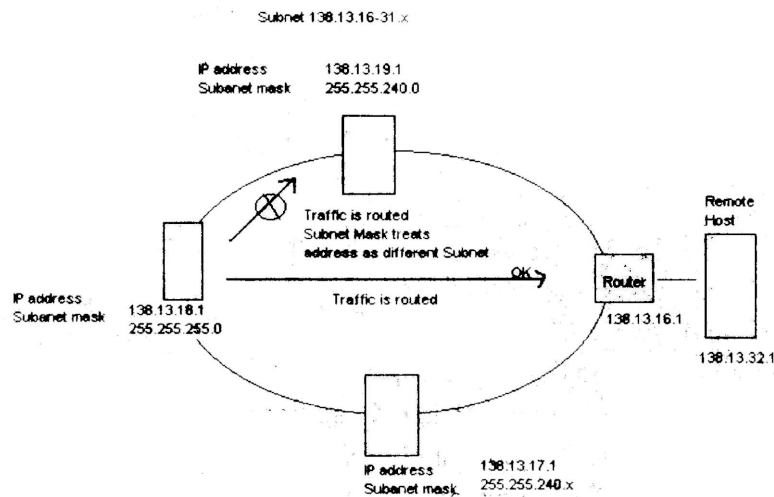 Subnet 138.13.16-31.x
IP address 138.13.19.1
Subanet mask 255.255.240.0
Traffic is routed
Subnet Mask treats
address as different Subnet
Remote
Host
OK
Router
Traffic is routed
IP address 138.13.18.1
Subanet mask 255.255.255.0
138.13.16.1
138.13.32.1
IP address 138.13.17.1
Subanet mask 255.255.240.x